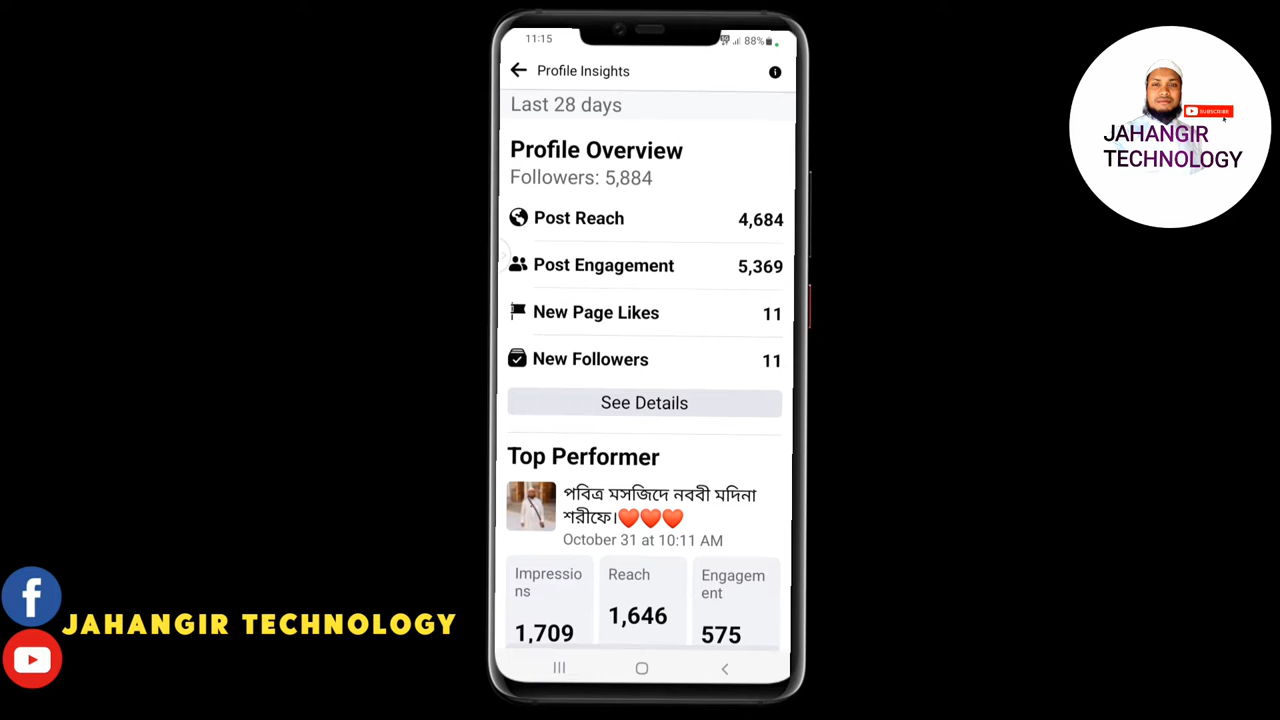 11:15
88%
Profile Insights
Last 28 days
Profile Overview
Followers: 5,884
Post Reach
4,684
Post Engagement
5,369
New Page Likes
11
New Followers
11
See Details
Top Performer
পবিত্র মসজিদে নববী মদিনা
শরীফে।❤️❤️❤️
October 31 at 10:11 AM
Impressio
ns
1,709
Reach
1,646
Engagem
ent
575
SUBSCRIBE
JAHANGIR
TECHNOLOGY
JAHANGIR TECHNOLOGY